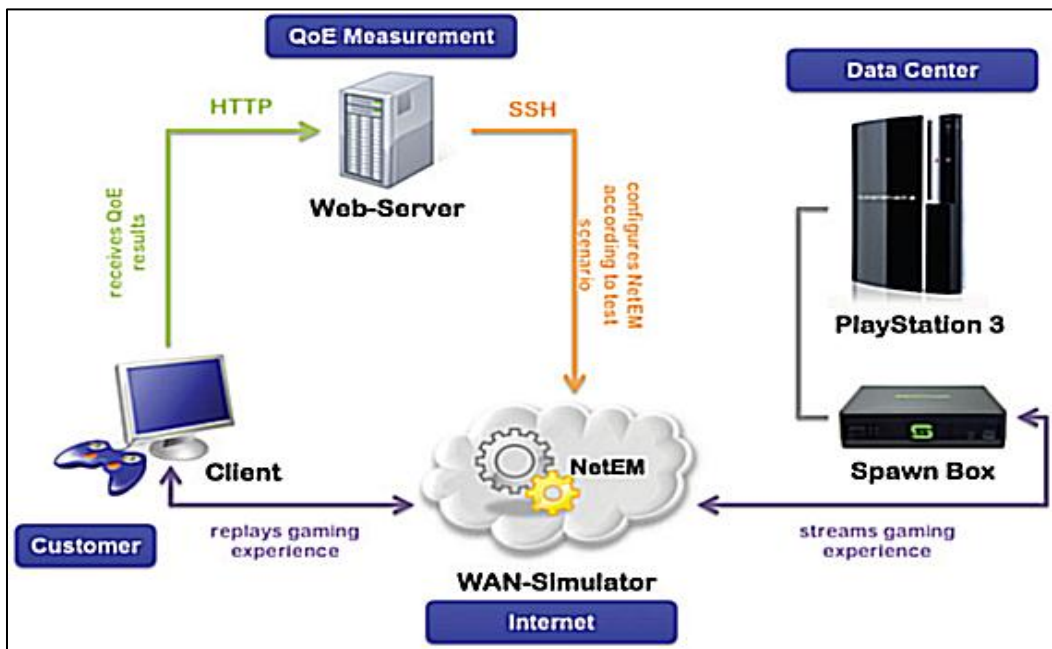 QoE Measurement
Data Center
HTTP
SSH
Web-Server
receives QoE
results
configures NetEM
according to test
scenario
PlayStation 3
Client
NetEM
Spawn Box
replays gaming
experience
streams gaming
experience
Customer
WAN-Simulator
Internet